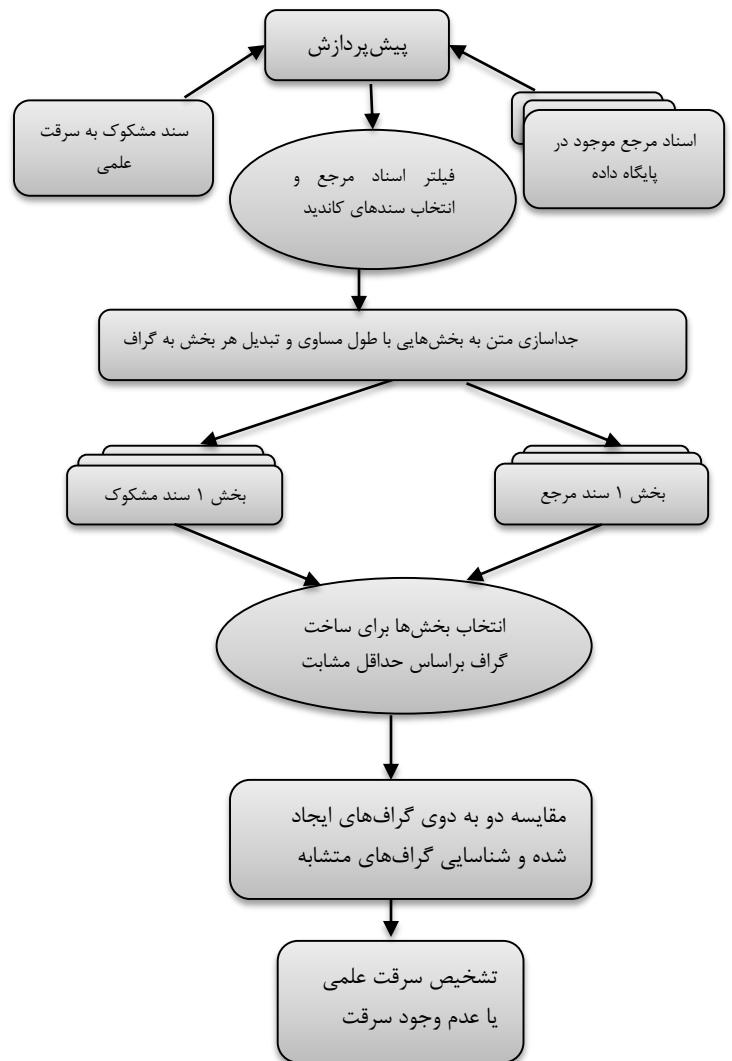 پیش‌پردازش
اسناد مرجع موجود در
پایگاه داده
سند مشکوک به سرقت
علمی
فیلتر اسناد مرجع و
انتخاب سندهای کاندید
جداسازی متن به بخش‌هایی با طول مساوی و تبدیل هر بخش به گراف
بخش ۱ سند مرجع
بخش ۱ سند مشکوک
انتخاب بخش‌ها برای ساخت
گراف براساس حداقل مشابت
مقایسه دو به دوی گراف‌های ایجاد
شده و شناسایی گراف‌های متشابه
تشخیص سرقت علمی
یا عدم وجود سرقت